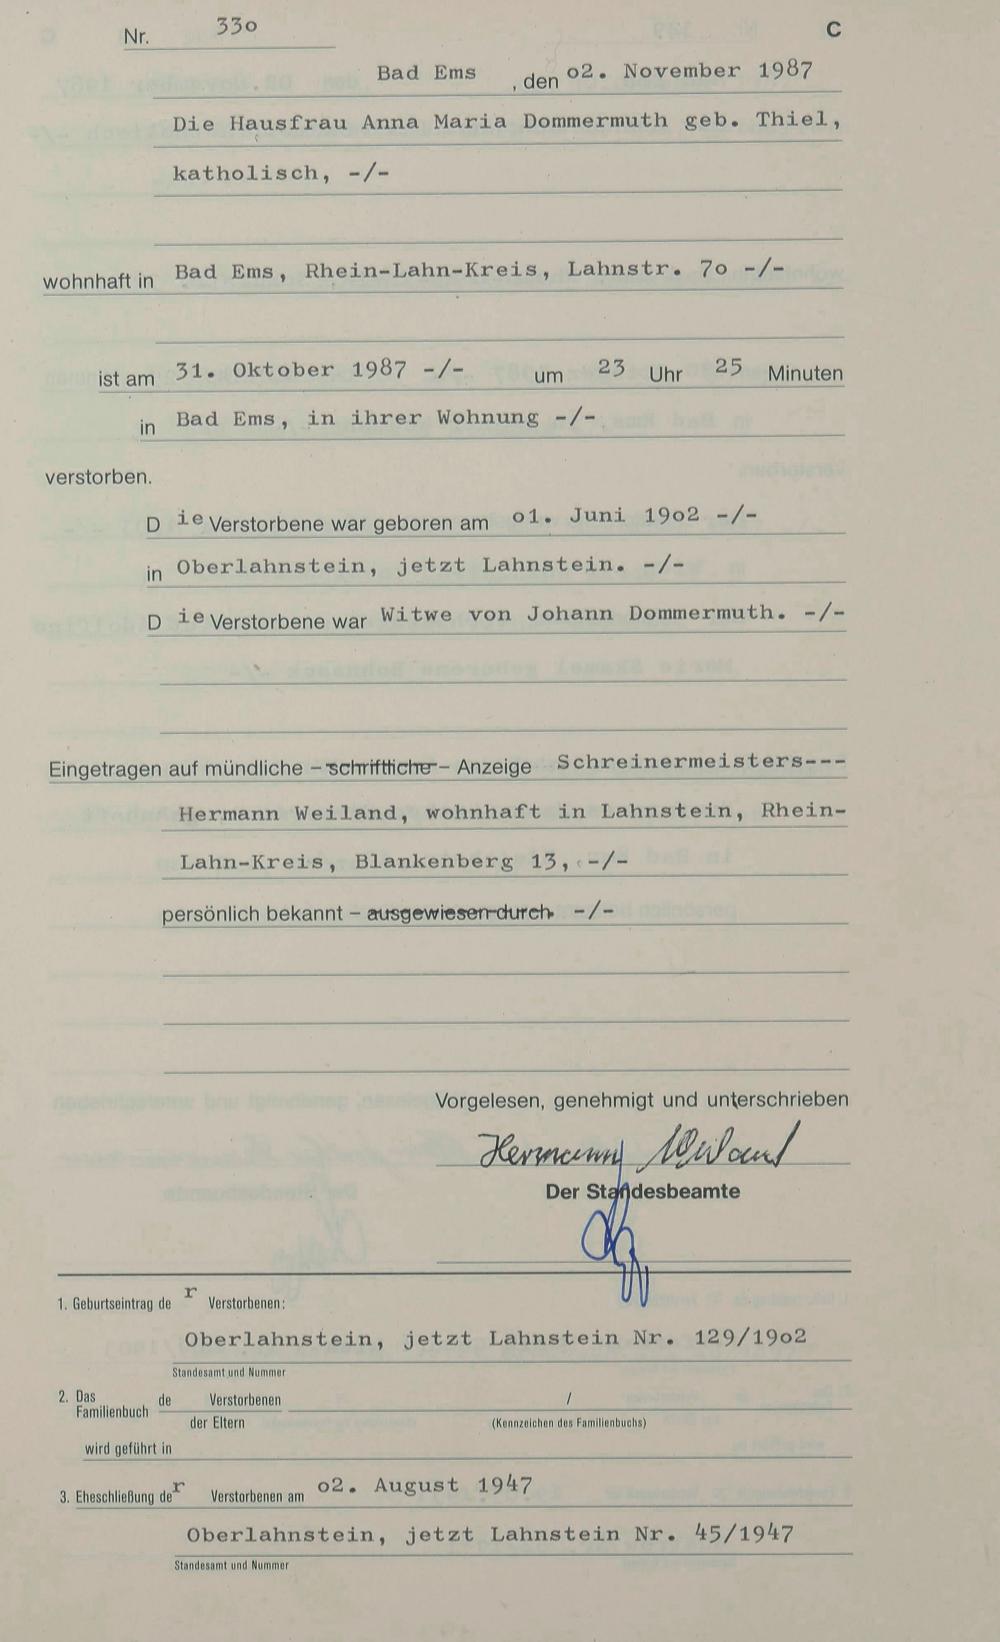 Nr. 33o C
Bad Ems , den o2. November 1987
Die Hausfrau Anna Maria Dommermuth geb. Thiel,
katholisch, -/-
wohnhaft in Bad Ems, Rhein-Lahn-Kreis, Lahnstr. 7o -/-
ist am 31. Oktober 1987 -/- um 23 Uhr 25 Minuten
in Bad Ems, in ihrer Wohnung -/-
verstorben.
D ie Verstorbene war geboren am o1. Juni 19o2 -/-
in Oberlahnstein, jetzt Lahnstein. -/-
D ie Verstorbene war Witwe von Johann Dommermuth. -/-
Eingetragen auf mündliche – schriftliche – Anzeige Schreinermeisters---
Hermann Weiland, wohnhaft in Lahnstein, Rhein-
Lahn-Kreis, Blankenberg 13, -/-
persönlich bekannt – ausgewiesen durch -/-
Vorgelesen, genehmigt und unterschrieben
Hermann Weiland
Der Standesbeamte
1. Geburtseintrag de r Verstorbenen:
Oberlahnstein, jetzt Lahnstein Nr. 129/19o2
Standesamt und Nummer
2. Das Familienbuch de Verstorbenen /
der Eltern (Kennzeichen des Familienbuchs)
wird geführt in
3. Eheschließung de r Verstorbenen am o2. August 1947
Oberlahnstein, jetzt Lahnstein Nr. 45/1947
Standesamt und Nummer